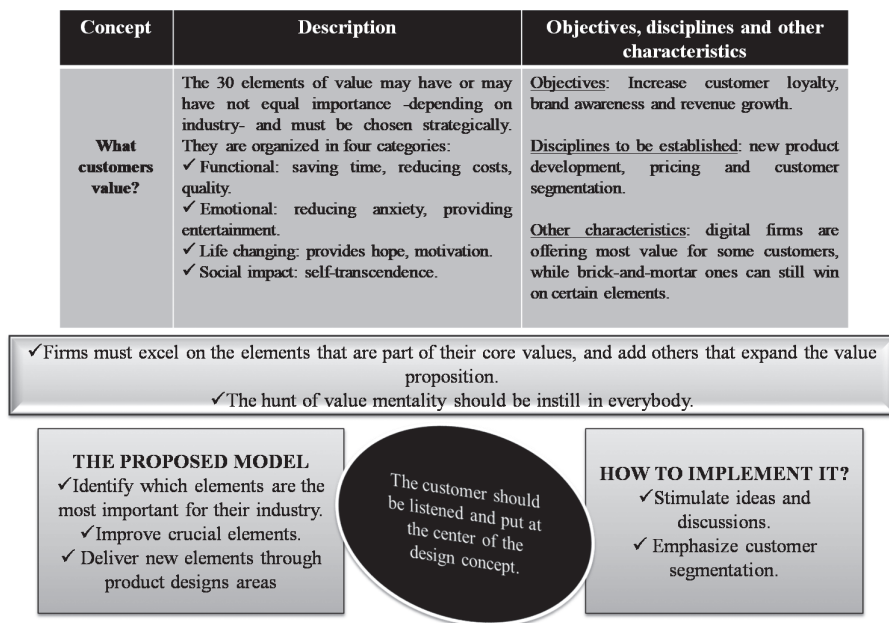 Concept
Description
Objectives, disciplines and other
characteristics
What
customers
value?
The 30 elements of value may have or may
have not equal importance -depending on
industry- and must be chosen strategically.
They are organized in four categories:
✓ Functional: saving time, reducing costs,
quality.
✓ Emotional: reducing anxiety, providing
entertainment.
✓ Life changing: provides hope, motivation.
✓ Social impact: self-transcendence.
Objectives: Increase customer loyalty,
brand awareness and revenue growth.
Disciplines to be established: new product
development, pricing and customer
segmentation.
Other characteristics: digital firms are
offering most value for some customers,
while brick-and-mortar ones can still win
on certain elements.
✓Firms must excel on the elements that are part of their core values, and add others that expand the value
proposition.
✓The hunt of value mentality should be instill in everybody.
THE PROPOSED MODEL
✓Identify which elements are the
most important for their industry.
✓Improve crucial elements.
✓ Deliver new elements through
product designs areas
The customer should
be listened and put at
the center of the
design concept.
HOW TO IMPLEMENT IT?
✓Stimulate ideas and
discussions.
✓ Emphasize customer
segmentation.